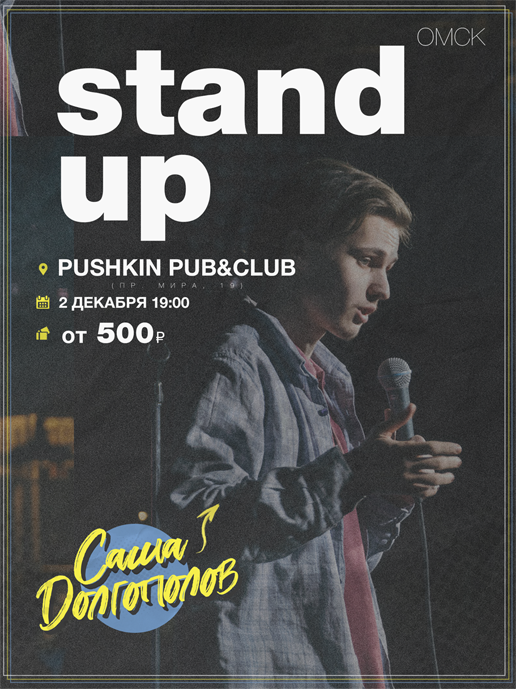 ОМСК
stand
up
PUSHKIN PUB&CLUB
(ПР. МИРА, 19)
2 ДЕКАБРЯ 19:00
от 500₽
Саша
Долгополов